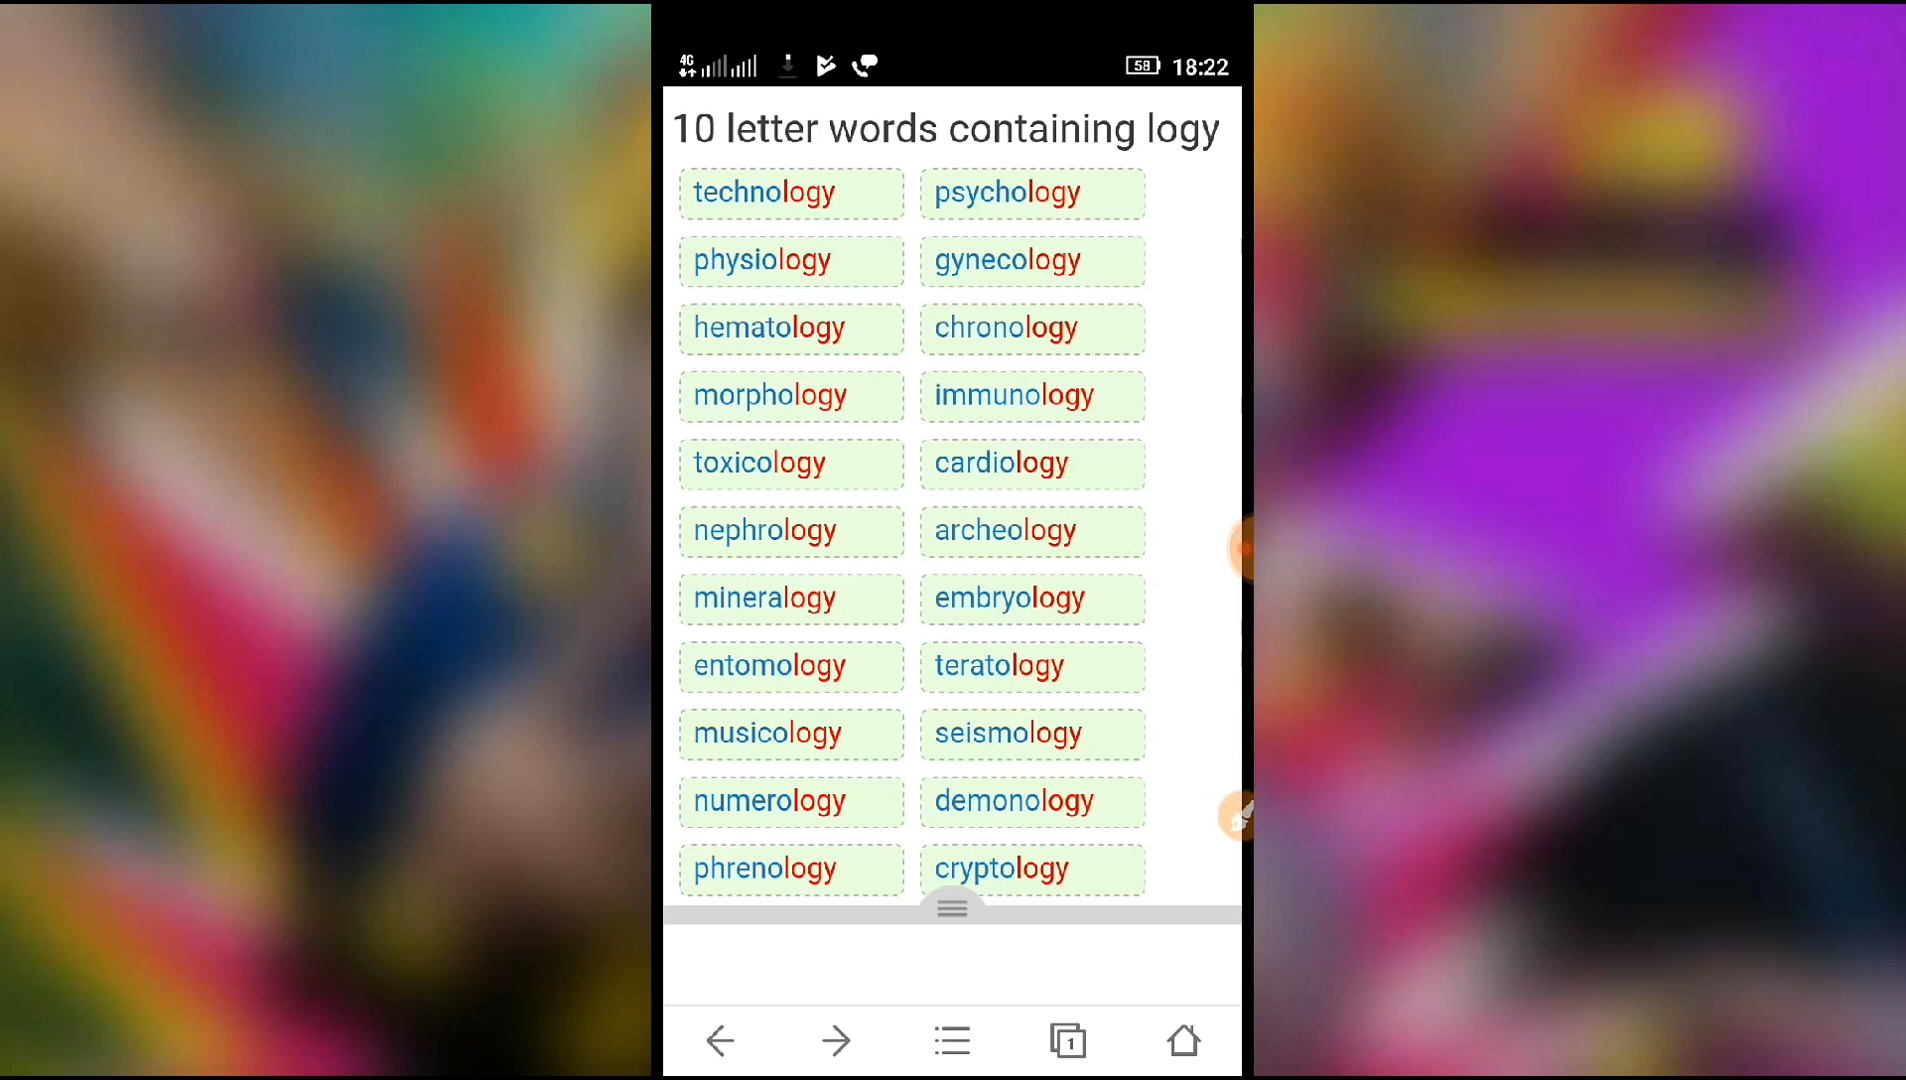 4G 58 18:22
10 letter words containing logy
technology psychology
physiology gynecology
hematology chronology
morphology immunology
toxicology cardiology
nephrology archeology
mineralogy embryology
entomology teratology
musicology seismology
numerology demonology
phrenology cryptology
1